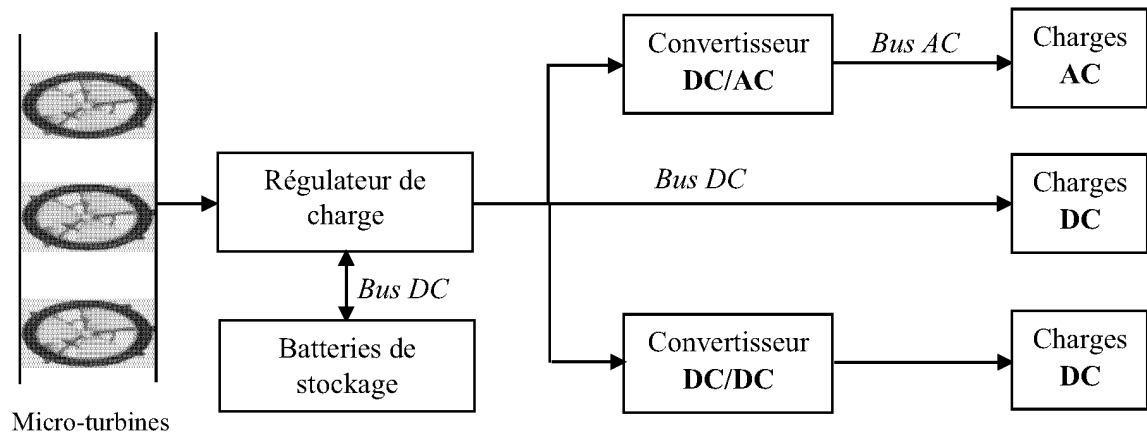 Convertisseur
DC/AC
Bus AC
Charges
AC
Régulateur de
charge
Bus DC
Charges
DC
Bus DC
Batteries de
stockage
Convertisseur
DC/DC
Charges
DC
Micro-turbines